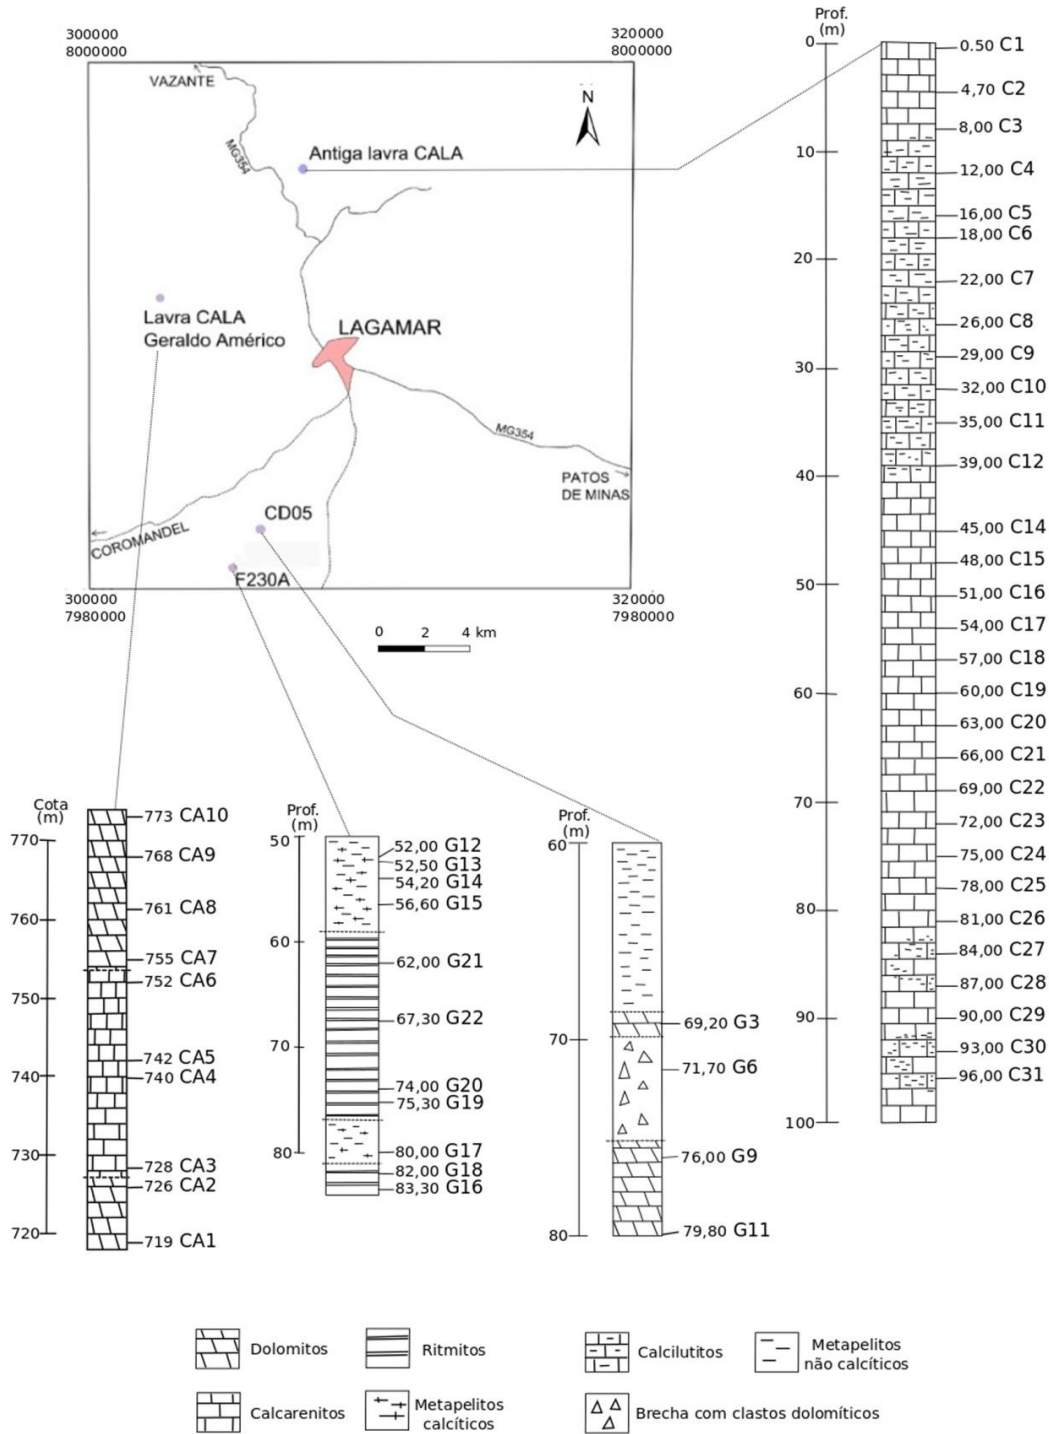 300000
8000000
320000
8000000
VAZANTE
N
MG354
Antiga lavra CALA
Lavra CALA
Geraldo Américo
LAGAMAR
MG354
PATOS
DE MINAS
CD05
COROMANDEL
F230A
300000
7980000
320000
7980000
0 2 4 km
Prof.
(m)
0
10
20
30
40
50
60
70
80
90
100
0.50 C1
4,70 C2
8,00 C3
12,00 C4
16,00 C5
18,00 C6
22,00 C7
26,00 C8
29,00 C9
32,00 C10
35,00 C11
39,00 C12
45,00 C14
48,00 C15
51,00 C16
54,00 C17
57,00 C18
60,00 C19
63,00 C20
66,00 C21
69,00 C22
72,00 C23
75,00 C24
78,00 C25
81,00 C26
84,00 C27
87,00 C28
90,00 C29
93,00 C30
96,00 C31
Cota
(m)
770
760
750
740
730
720
773 CA10
768 CA9
761 CA8
755 CA7
752 CA6
742 CA5
740 CA4
728 CA3
726 CA2
719 CA1
Prof.
(m)
50
60
70
80
52,00 G12
52,50 G13
54,20 G14
56,60 G15
62,00 G21
67,30 G22
74,00 G20
75,30 G19
80,00 G17
82,00 G18
83,30 G16
Prof.
(m)
60
70
80
69,20 G3
71,70 G6
76,00 G9
79,80 G11
Dolomitos
Ritmitos
Calcilutitos
Metapelitos
não calcíticos
Calcarenitos
Metapelitos
calcíticos
Brecha com clastos dolomíticos